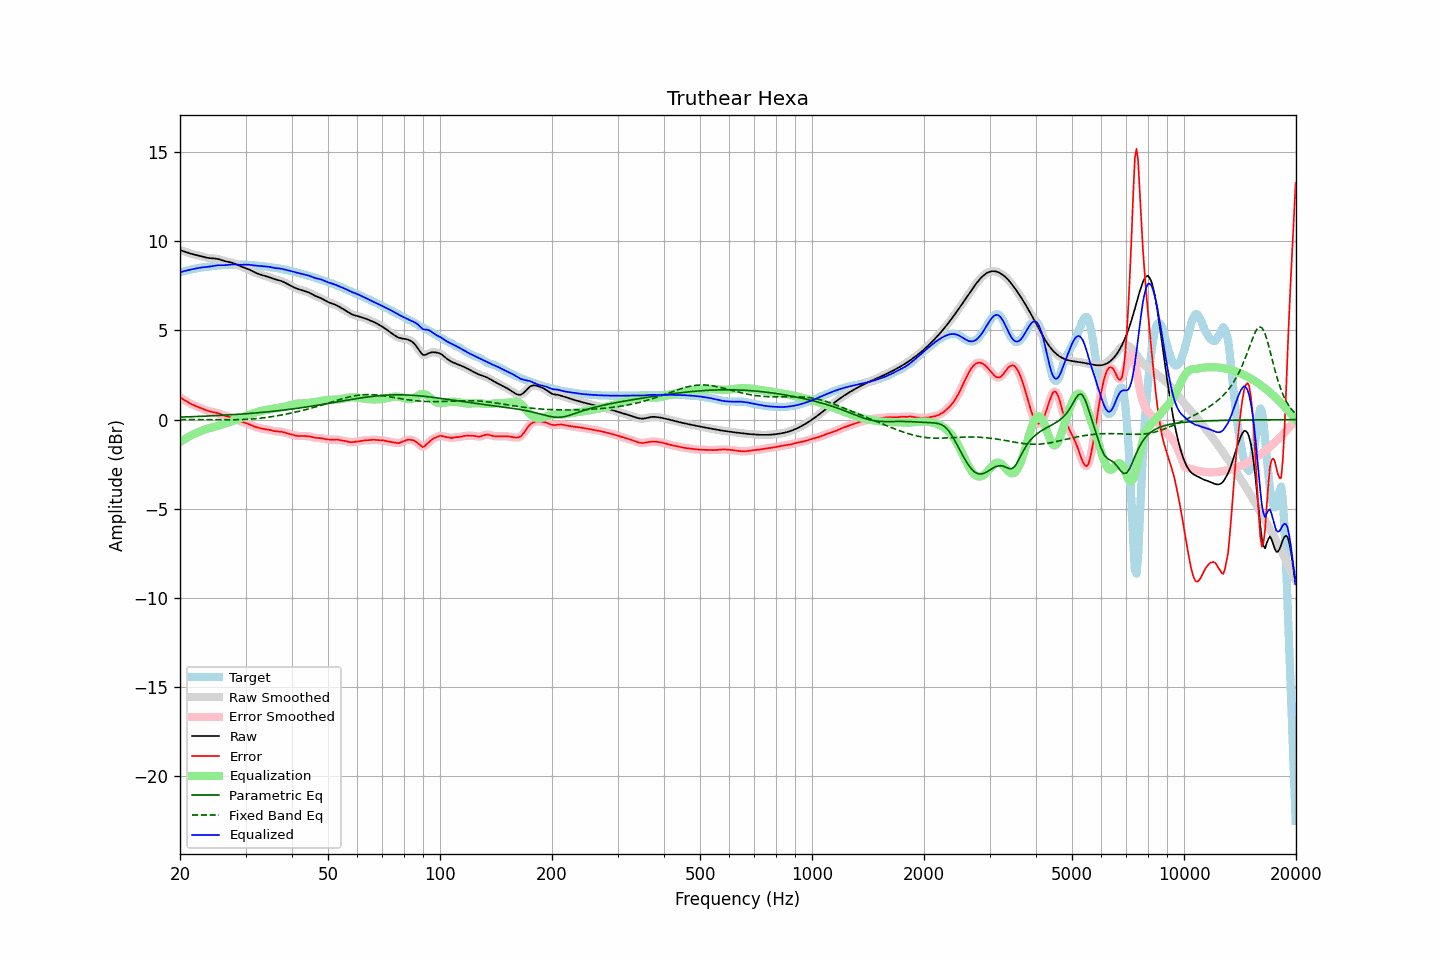 Truthear Hexa
Amplitude (dBr)
15
10
5
0
−5
−10
−15
−20
Target
Raw Smoothed
Error Smoothed
Raw
Error
Equalization
Parametric Eq
Fixed Band Eq
Equalized
20 50 100 200 500 1000 2000 5000 10000 20000
Frequency (Hz)